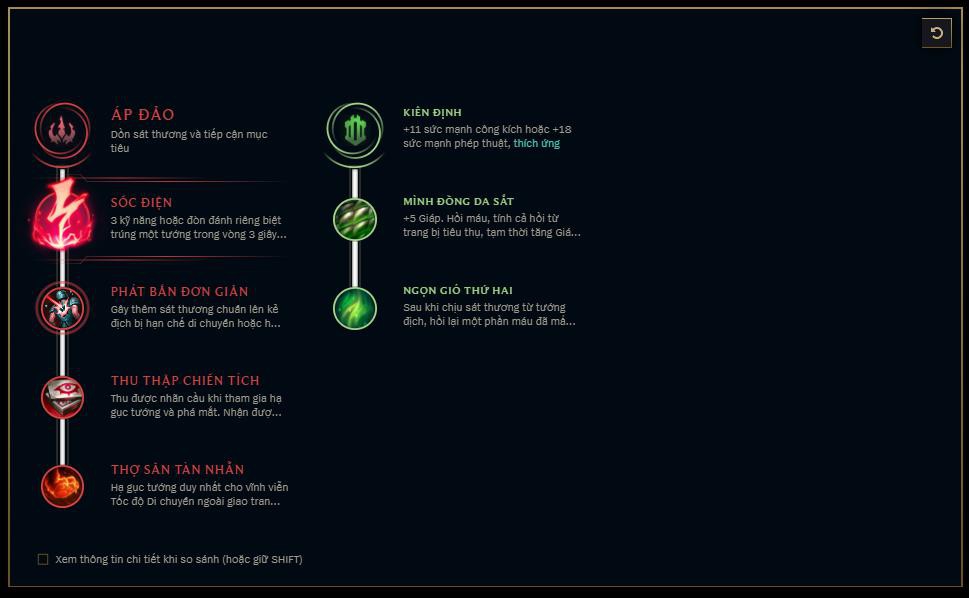 ÁP ĐẢO
Dồn sát thương và tiếp cận mục
tiêu
SỐC ĐIỆN
3 kỹ năng hoặc đòn đánh riêng biệt
trúng một tướng trong vòng 3 giây...
PHÁT BẮN ĐƠN GIẢN
Gây thêm sát thương chuẩn lên kẻ
địch bị hạn chế di chuyển hoặc h...
THU THẬP CHIẾN TÍCH
Thu được nhãn cầu khi tham gia hạ
gục tướng và phá mắt. Nhận đượ...
THỢ SĂN TÀN NHẪN
Hạ gục tướng duy nhất cho vĩnh viễn
Tốc độ Di chuyển ngoài giao tran...
KIÊN ĐỊNH
+11 sức mạnh công kích hoặc +18
sức mạnh phép thuật, thích ứng
MÌNH ĐỒNG DA SẮT
+5 Giáp. Hồi máu, tính cả hồi từ
trang bị tiêu thụ, tạm thời tăng Giá...
NGỌN GIÓ THỨ HAI
Sau khi chịu sát thương từ tướng
địch, hồi lại một phần máu đã mấ...
Xem thông tin chi tiết khi so sánh (hoặc giữ SHIFT)